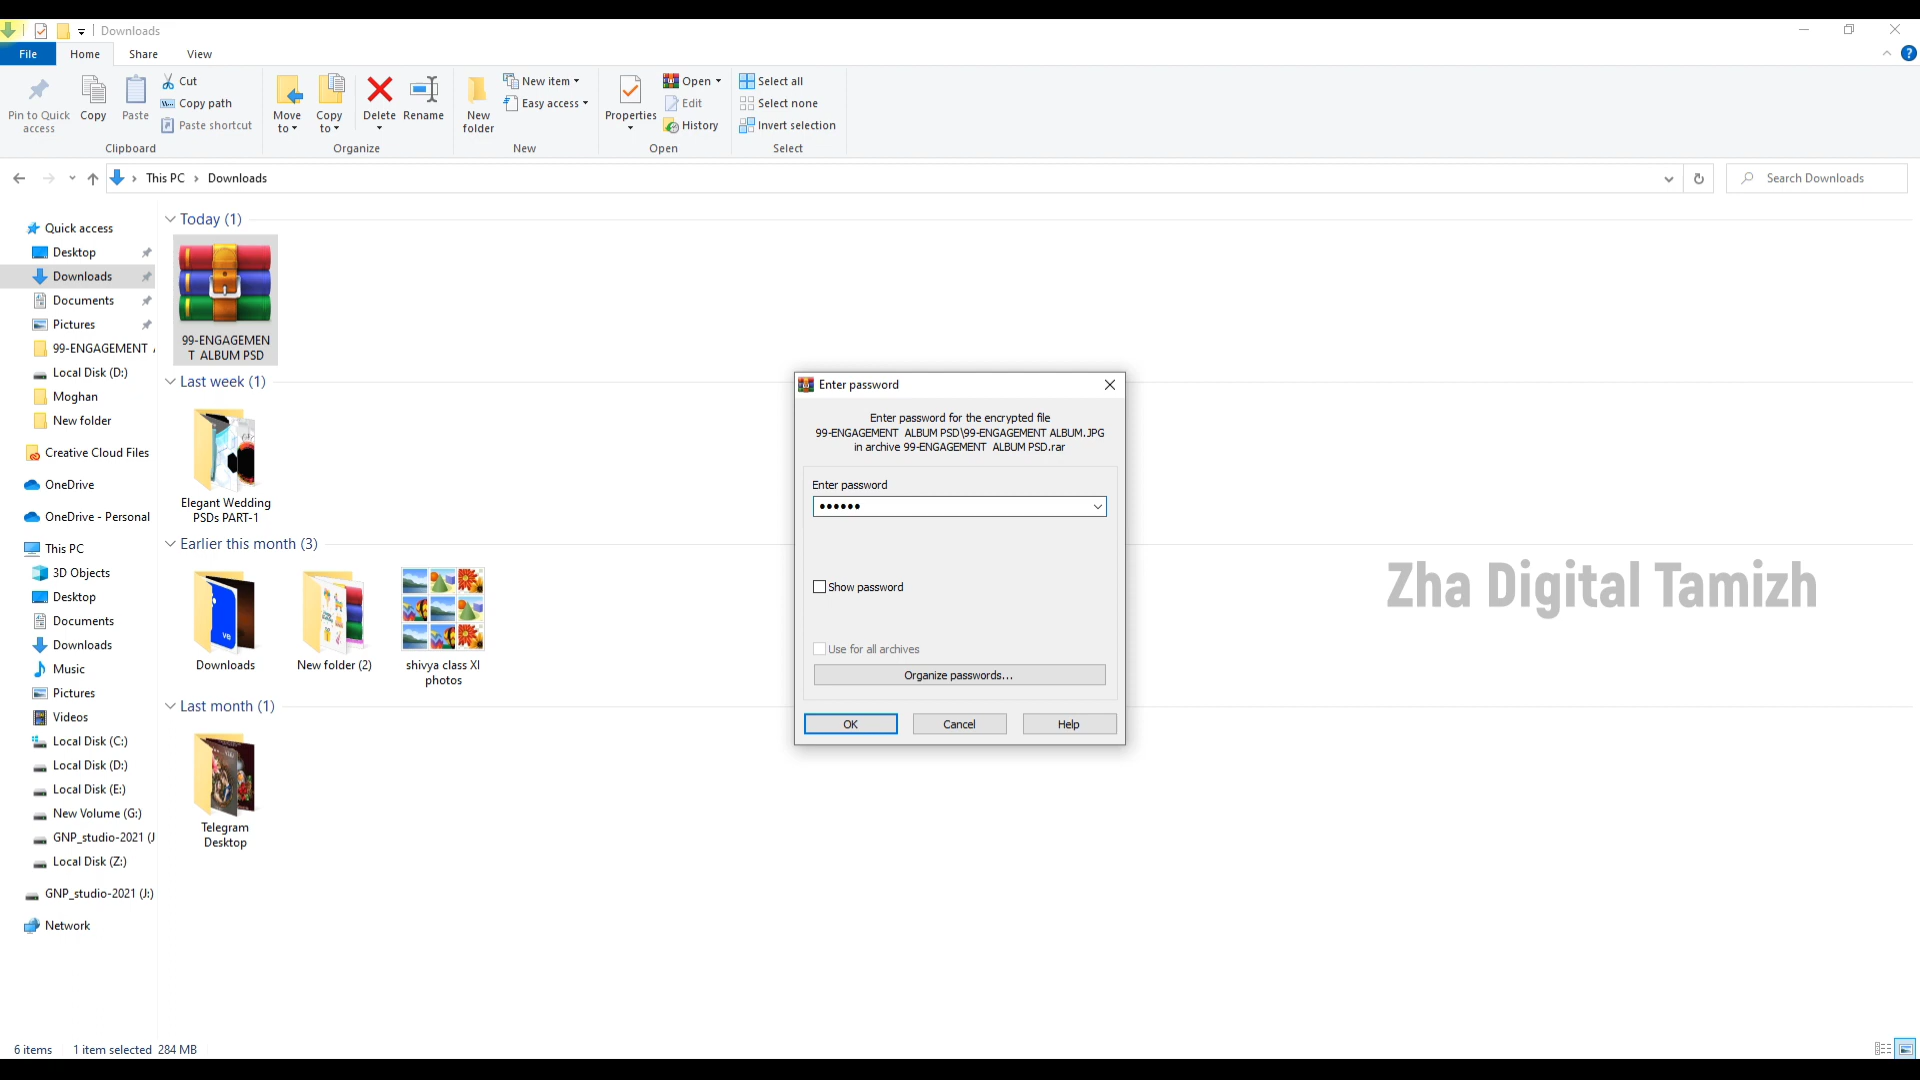 Downloads
File
Home
Share
View
Pin to Quick access
Copy
Paste
Cut
Copy path
Paste shortcut
Clipboard
Move to
Copy to
Delete
Rename
Organize
New folder
New item
Easy access
New
Properties
Open
Edit
History
Open
Select all
Select none
Invert selection
Select
This PC
Downloads
Search Downloads
Quick access
Desktop
Downloads
Documents
Pictures
99-ENGAGEMENT
Local Disk (D:)
Moghan
New folder
Creative Cloud Files
OneDrive
OneDrive - Personal
This PC
3D Objects
Desktop
Documents
Downloads
Music
Pictures
Videos
Local Disk (C:)
Local Disk (D:)
Local Disk (E:)
New Volume (G:)
GNP_studio-2021 (J
Local Disk (Z:)
GNP_studio-2021 (J:)
Network
Today (1)
99-ENGAGEMEN
T ALBUM PSD
Last week (1)
Elegant Wedding
PSDs PART-1
Earlier this month (3)
Downloads
New folder (2)
shivya class XI
photos
Last month (1)
Telegram
Desktop
Enter password
Enter password for the encrypted file
99-ENGAGEMENT ALBUM PSD\99-ENGAGEMENT ALBUM.JPG
in archive 99-ENGAGEMENT ALBUM PSD.rar
Enter password
••••••
Show password
Use for all archives
Organize passwords...
OK
Cancel
Help
Zha Digital Tamizh
6 items
1 item selected 284 MB